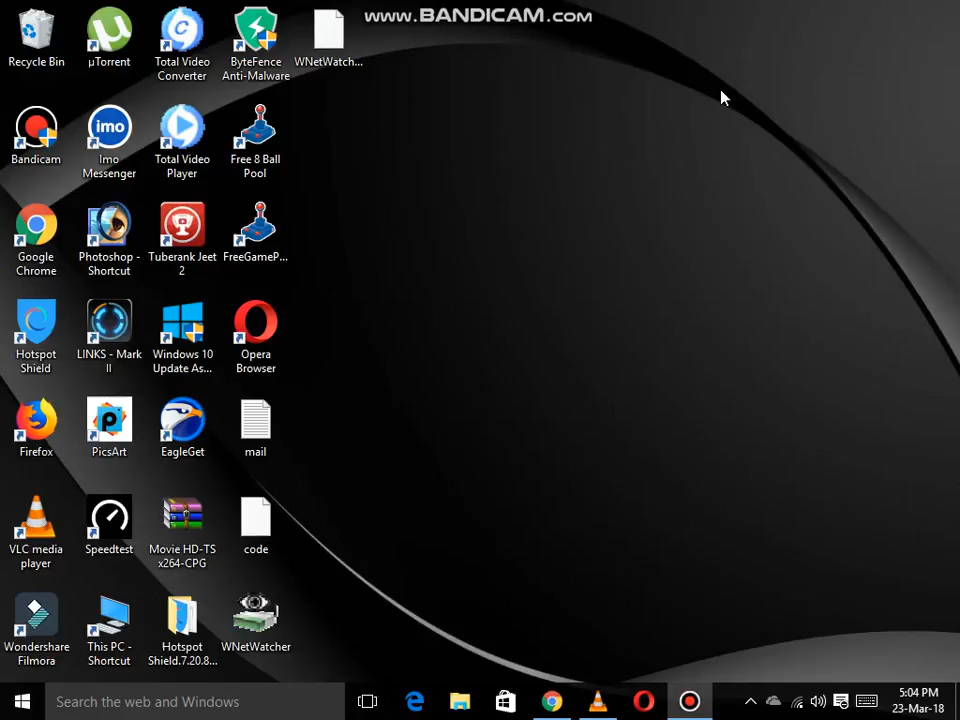 www.BANDICAM.com
Recycle Bin
µTorrent
Total Video
Converter
ByteFence
Anti-Malware
WNetWatch...
Bandicam
imo
Imo
Messenger
Total Video
Player
Free 8 Ball
Pool
Google
Chrome
Photoshop -
Shortcut
Tuberank Jeet
2
FreeGameP...
Hotspot
Shield
LINKS - Mark
II
Windows 10
Update As...
Opera
Browser
Firefox
PicsArt
EagleGet
mail
VLC media
player
Speedtest
Movie HD-TS
x264-CPG
code
Wondershare
Filmora
This PC -
Shortcut
Hotspot
Shield.7.20.8...
WNetWatcher
Search the web and Windows
5:04 PM
23-Mar-18